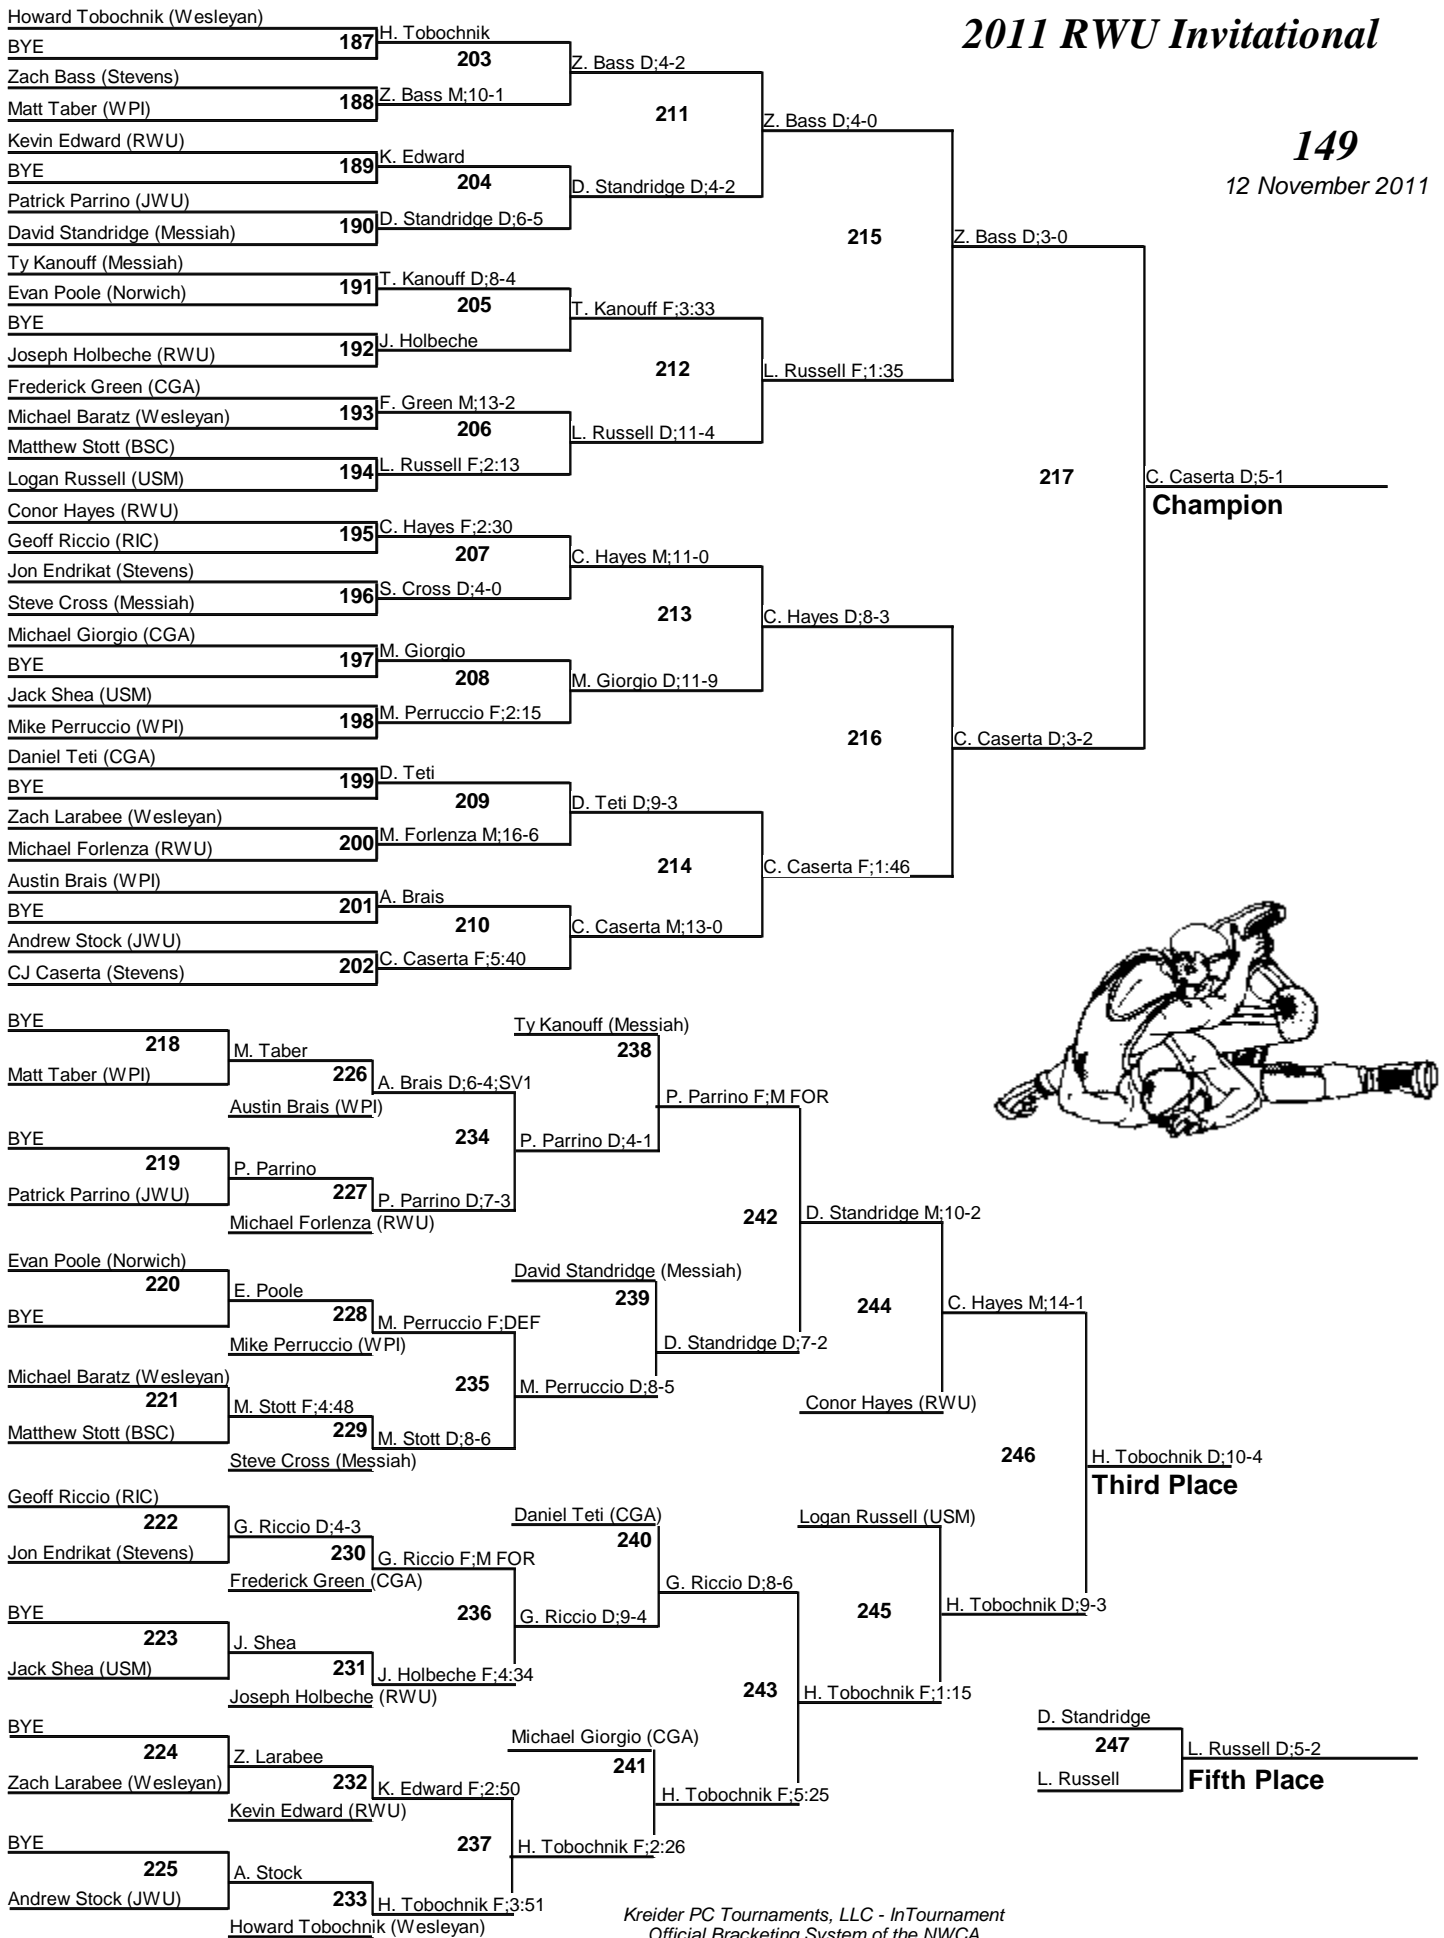 2011 RWU Invitational
149
12 November 2011
Howard Tobochnik (Wesleyan)
BYE
187
H. Tobochnik
203
Zach Bass (Stevens)
Matt Taber (WPI)
188
Z. Bass M;10-1
Z. Bass D;4-2
211
Kevin Edward (RWU)
BYE
189
K. Edward
204
Patrick Parrino (JWU)
David Standridge (Messiah)
190
D. Standridge D;6-5
D. Standridge D;4-2
Z. Bass D;4-0
215
Ty Kanouff (Messiah)
Evan Poole (Norwich)
191
T. Kanouff D;8-4
205
BYE
Joseph Holbeche (RWU)
192
J. Holbeche
T. Kanouff F;3:33
212
Frederick Green (CGA)
Michael Baratz (Wesleyan)
193
F. Green M;13-2
206
Matthew Stott (BSC)
Logan Russell (USM)
194
L. Russell F;2:13
L. Russell D;11-4
L. Russell F;1:35
Z. Bass D;3-0
217
C. Caserta D;5-1
Champion
Conor Hayes (RWU)
Geoff Riccio (RIC)
195
C. Hayes F;2:30
207
Jon Endrikat (Stevens)
Steve Cross (Messiah)
196
S. Cross D;4-0
C. Hayes M;11-0
213
Michael Giorgio (CGA)
BYE
197
M. Giorgio
208
Jack Shea (USM)
Mike Perruccio (WPI)
198
M. Perruccio F;2:15
M. Giorgio D;11-9
C. Hayes D;8-3
216
C. Caserta D;3-2
Daniel Teti (CGA)
BYE
199
D. Teti
209
Zach Larabee (Wesleyan)
Michael Forlenza (RWU)
200
M. Forlenza M;16-6
D. Teti D;9-3
214
C. Caserta F;1:46
Austin Brais (WPI)
BYE
201
A. Brais
210
Andrew Stock (JWU)
CJ Caserta (Stevens)
202
C. Caserta F;5:40
C. Caserta M;13-0
BYE
218
Matt Taber (WPI)
M. Taber
226
Austin Brais (WPI)
A. Brais D;6-4;SV1
234
BYE
219
Patrick Parrino (JWU)
P. Parrino
227
Michael Forlenza (RWU)
P. Parrino D;7-3
Ty Kanouff (Messiah)
238
P. Parrino D;4-1
P. Parrino F;M FOR
242
Evan Poole (Norwich)
220
BYE
E. Poole
228
Mike Perruccio (WPI)
M. Perruccio F;DEF
235
Michael Baratz (Wesleyan)
221
Matthew Stott (BSC)
M. Stott F;4:48
229
Steve Cross (Messiah)
M. Stott D;8-6
David Standridge (Messiah)
239
M. Perruccio D;8-5
D. Standridge D;7-2
D. Standridge M;10-2
244
Conor Hayes (RWU)
C. Hayes M;14-1
246
H. Tobochnik D;10-4
Third Place
Geoff Riccio (RIC)
222
Jon Endrikat (Stevens)
G. Riccio D;4-3
230
Frederick Green (CGA)
G. Riccio F;M FOR
236
BYE
223
Jack Shea (USM)
J. Shea
231
Joseph Holbeche (RWU)
J. Holbeche F;4:34
Daniel Teti (CGA)
240
G. Riccio D;9-4
G. Riccio D;8-6
243
Logan Russell (USM)
245
H. Tobochnik D;9-3
H. Tobochnik F;1:15
BYE
224
Zach Larabee (Wesleyan)
Z. Larabee
232
Kevin Edward (RWU)
K. Edward F;2:50
237
BYE
225
Andrew Stock (JWU)
A. Stock
233
Howard Tobochnik (Wesleyan)
H. Tobochnik F;3:51
Michael Giorgio (CGA)
241
H. Tobochnik F;2:26
H. Tobochnik F;5:25
D. Standridge
247
L. Russell
L. Russell D;5-2
Fifth Place
Kreider PC Tournaments, LLC - InTournament
Official Bracketing System of the NWCA